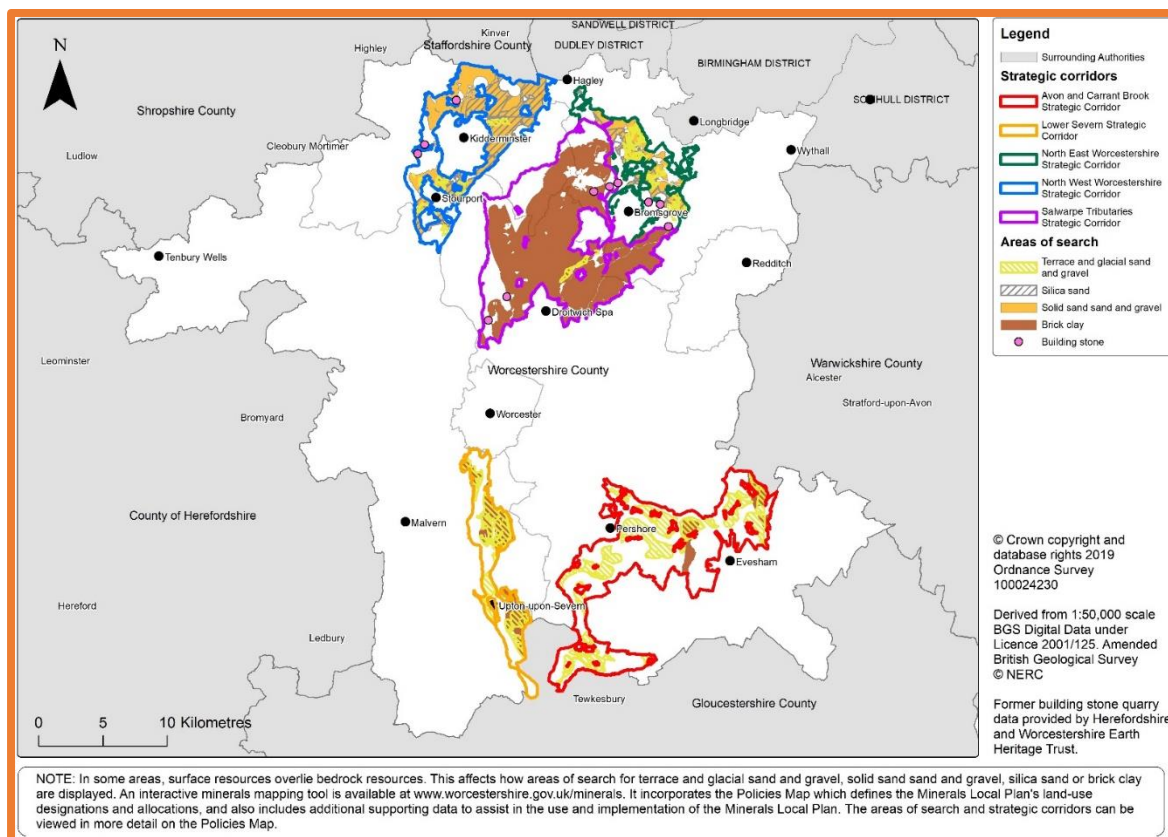 N
SANDWELL DISTRICT
Kinver
Highley
Staffordshire County
DUDLEY DISTRICT
Hagley
BIRMINGHAM DISTRICT
Shropshire County
SOLIHULL DISTRICT
Longbridge
Ludlow
Cleobury Mortimer
Kidderminster
Wythall
Stourport
Bromsgrove
Tenbury Wells
Redditch
Droitwich Spa
Leominster
Worcestershire County
Warwickshire County
Alcester
Stratford-upon-Avon
Bromyard
Worcester
County of Herefordshire
Malvern
Pershore
Evesham
Hereford
Upton-upon-Severn
Ledbury
Tewkesbury
Gloucestershire County
0 5 10 Kilometres
Legend
Surrounding Authorities
Strategic corridors
Avon and Carrant Brook
Strategic Corridor
Lower Severn Strategic
Corridor
North East Worcestershire
Strategic Corridor
North West Worcestershire
Strategic Corridor
Salwarpe Tributaries
Strategic Corridor
Areas of search
Terrace and glacial sand
and gravel
Silica sand
Solid sand sand and gravel
Brick clay
Building stone
© Crown copyright and
database rights 2019
Ordnance Survey
100024230
Derived from 1:50,000 scale
BGS Digital Data under
Licence 2001/125. Amended
British Geological Survey
© NERC
Former building stone quarry
data provided by Herefordshire
and Worcestershire Earth
Heritage Trust.
NOTE: In some areas, surface resources overlie bedrock resources. This affects how areas of search for terrace and glacial sand and gravel, solid sand sand and gravel, silica sand or brick clay
are displayed. An interactive minerals mapping tool is available at www.worcestershire.gov.uk/minerals. It incorporates the Policies Map which defines the Minerals Local Plan's land-use
designations and allocations, and also includes additional supporting data to assist in the use and implementation of the Minerals Local Plan. The areas of search and strategic corridors can be
viewed in more detail on the Policies Map.